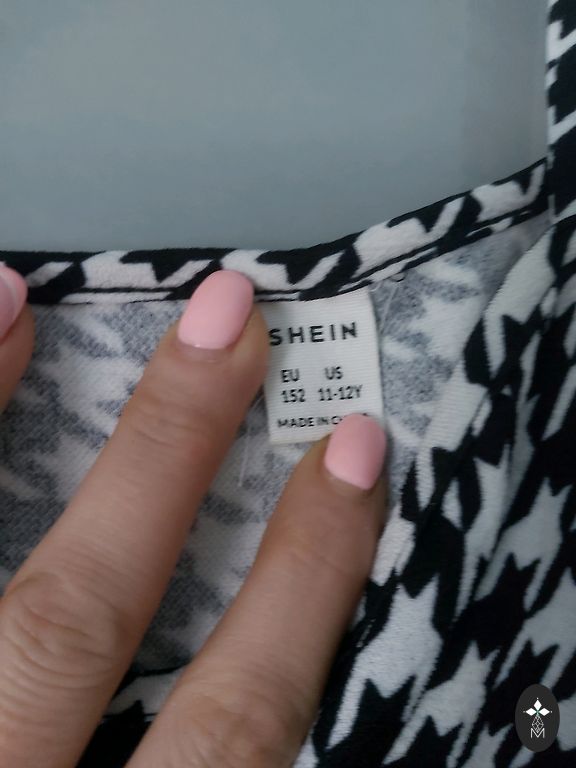 SHEIN
EU US
152 11-12Y
MADE IN
M